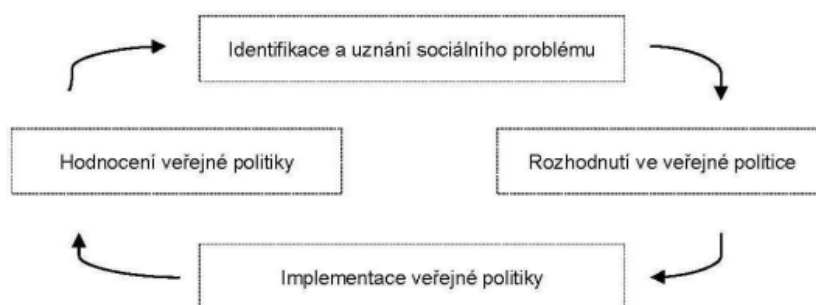 Identifikace a uznání sociálního problému
Hodnocení veřejné politiky
Rozhodnutí ve veřejné politice
Implementace veřejné politiky